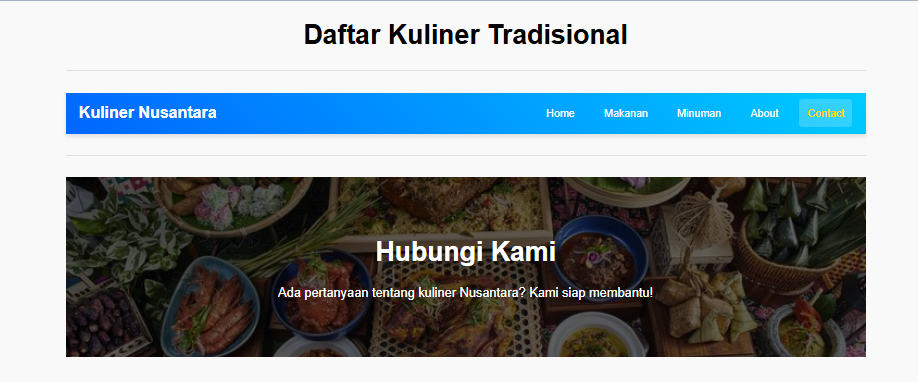 Daftar Kuliner Tradisional
Kuliner Nusantara Home Makanan Minuman About Contact
Hubungi Kami
Ada pertanyaan tentang kuliner Nusantara? Kami siap membantu!